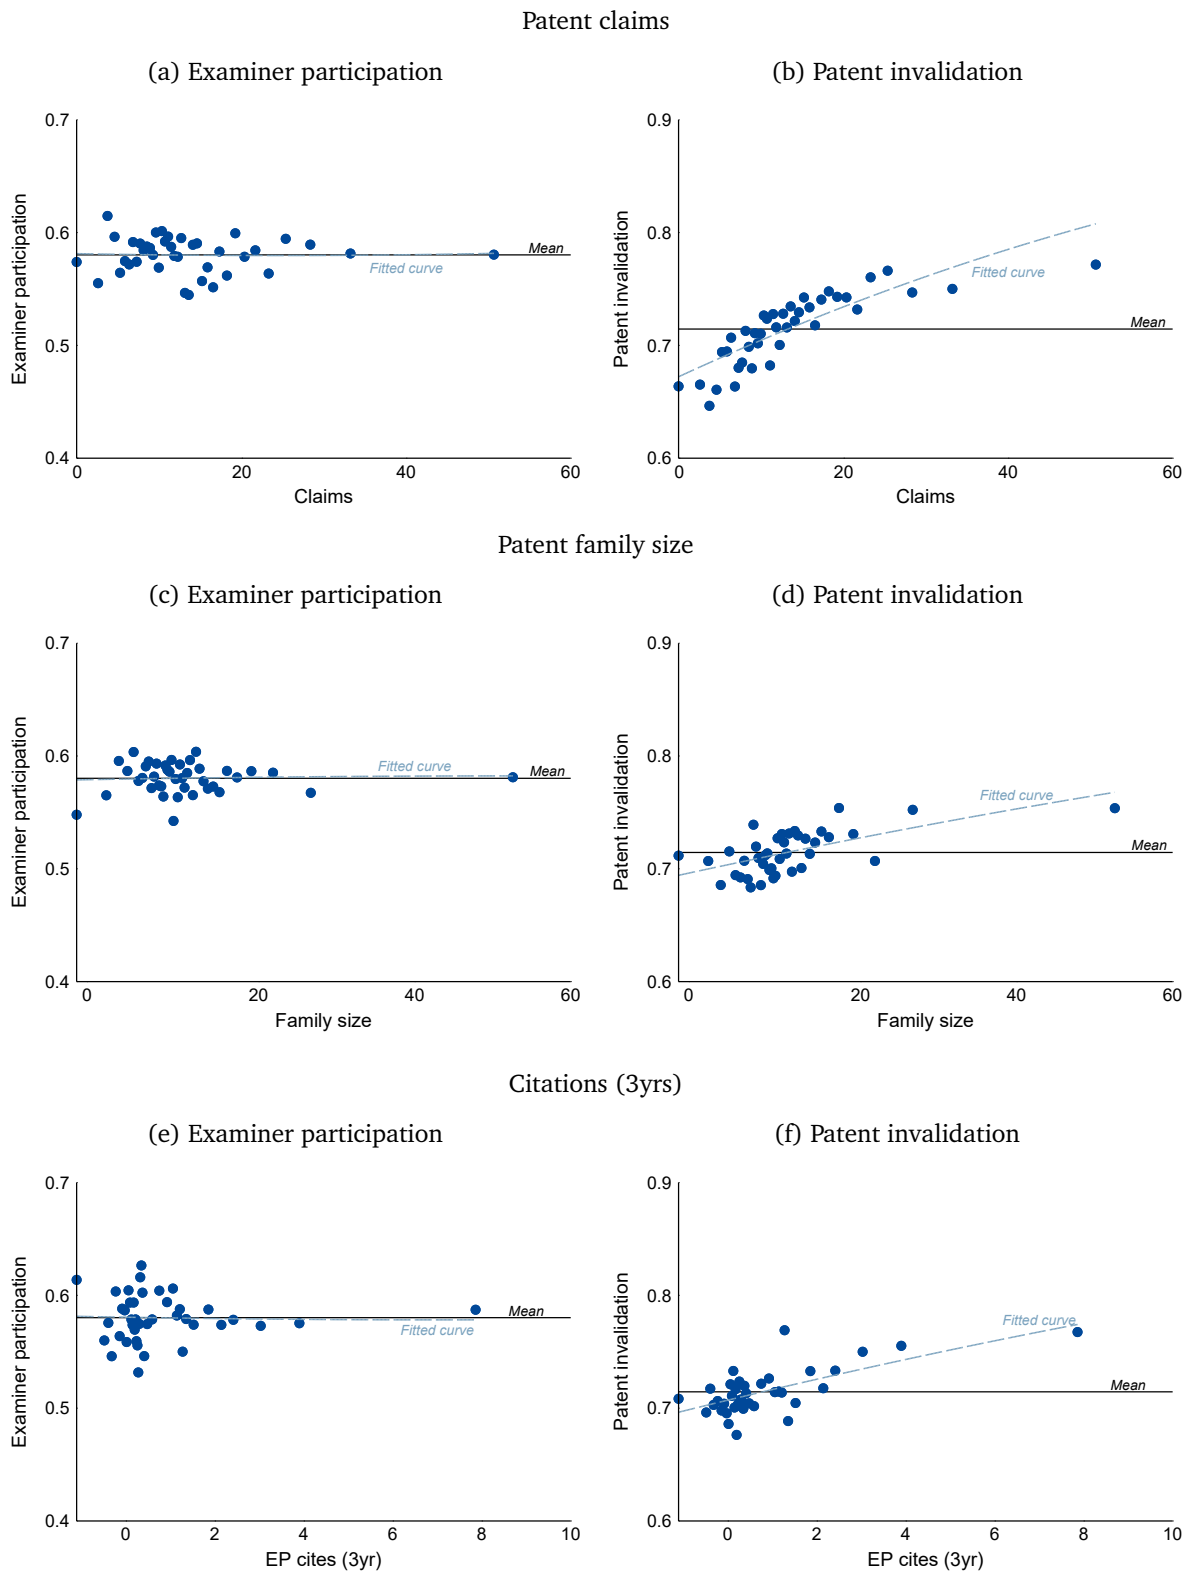 Patent claims
(a) Examiner participation
(b) Patent invalidation
0.7
0.6
0.5
0.4
Examiner participation
Mean
Fitted curve
0
20
40
60
Claims
0.9
0.8
0.7
0.6
Patent invalidation
Fitted curve
Mean
0
20
40
60
Claims
Patent family size
(c) Examiner participation
(d) Patent invalidation
0.7
0.6
0.5
0.4
Examiner participation
Fitted curve
Mean
0
20
40
60
Family size
0.9
0.8
0.7
0.6
Patent invalidation
Fitted curve
Mean
0
20
40
60
Family size
Citations (3yrs)
(e) Examiner participation
(f) Patent invalidation
0.7
0.6
0.5
0.4
Examiner participation
Mean
Fitted curve
0
2
4
6
8
10
EP cites (3yr)
0.9
0.8
0.7
0.6
Patent invalidation
Fitted curve
Mean
0
2
4
6
8
10
EP cites (3yr)